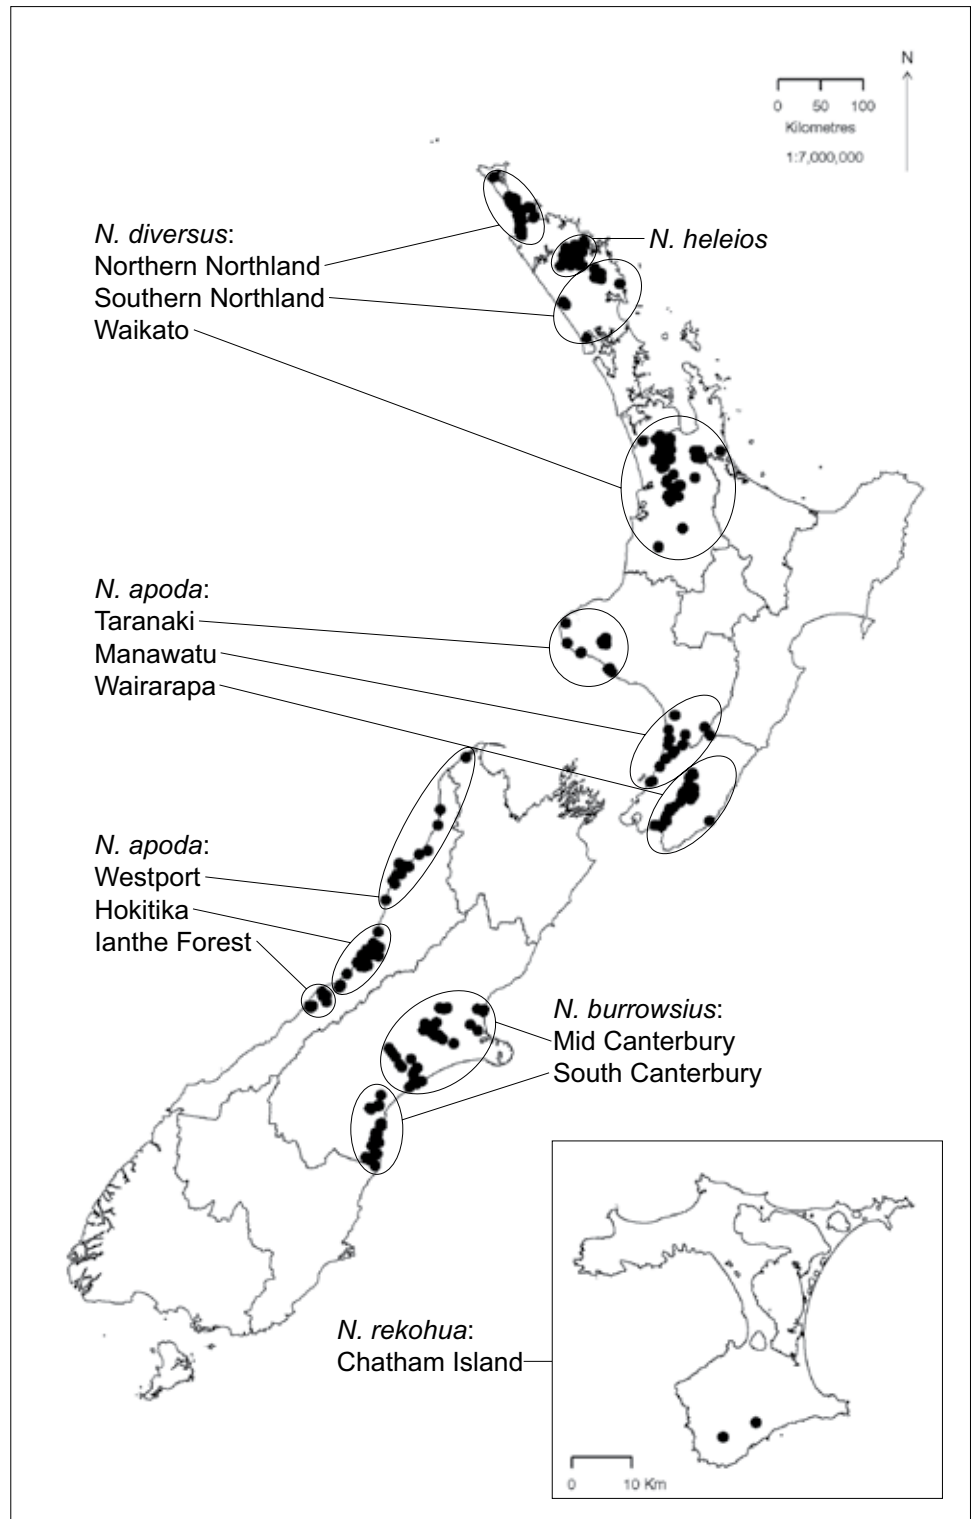 N
0 50 100
Kilometres
1:7,000,000
N. diversus:
Northern Northland
Southern Northland
Waikato
N. heleios
N. apoda:
Taranaki
Manawatu
Wairarapa
N. apoda:
Westport
Hokitika
Ianthe Forest
N. burrowsius:
Mid Canterbury
South Canterbury
N. rekohua:
Chatham Island
0 10 Km